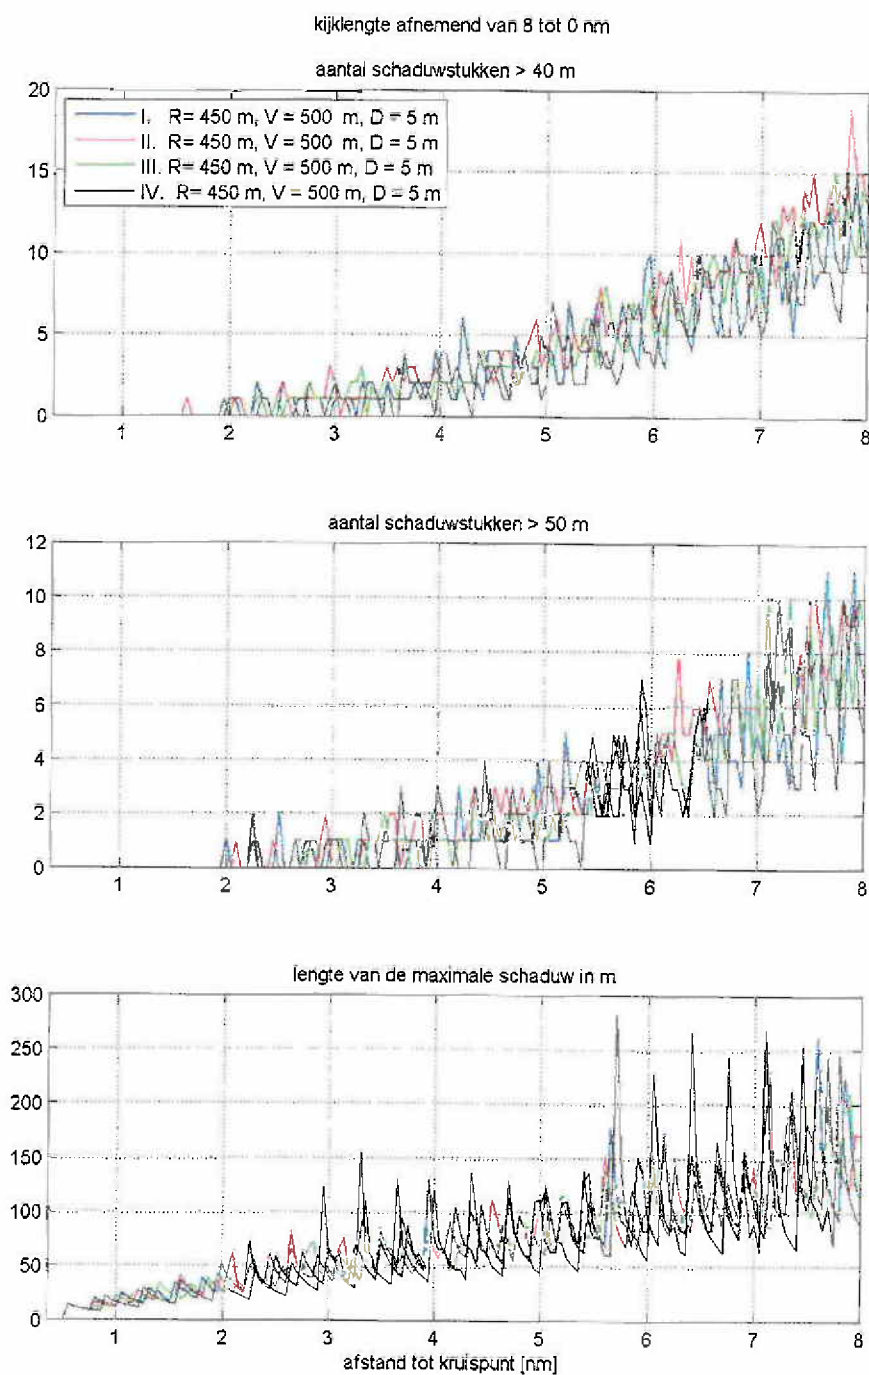 kijklengte afnemend van 8 tot 0 nm
aantal schaduwstukken > 40 m
20
15
10
5
0
I. R= 450 m, V = 500 m, D = 5 m
II. R= 450 m, V = 500 m, D = 5 m
III. R= 450 m, V = 500 m, D = 5 m
IV. R= 450 m, V = 500 m, D = 5 m
1 2 3 4 5 6 7 8
aantal schaduwstukken > 50 m
12
10
8
6
4
2
0
1 2 3 4 5 6 7 8
lengte van de maximale schaduw in m
300
250
200
150
100
50
0
1 2 3 4 5 6 7 8
afstand tot kruispunt [nm]